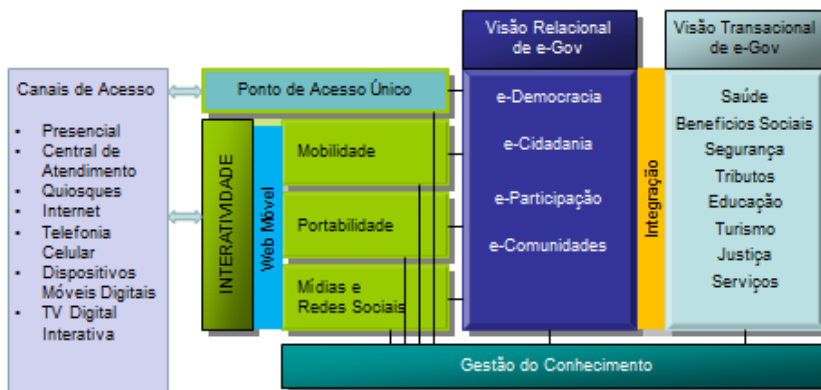 Canais de Acesso
▪ Presencial
▪ Central de
Atendimento
▪ Quiosques
▪ Internet
▪ Telefonia
Celular
▪ Dispositivos
Móveis Digitais
▪ TV Digital
Interativa
Ponto de Acesso Único
INTERATIVIDADE
Web Móvel
Mobilidade
Portabilidade
Mídias e
Redes Sociais
Visão Relacional
de e-Gov
e-Democracia
e-Cidadania
e-Participação
e-Comunidades
Integração
Visão Transacional
de e-Gov
Saúde
Beneficios Sociais
Segurança
Tributos
Educação
Turismo
Justiça
Serviços
Gestão do Conhecimento